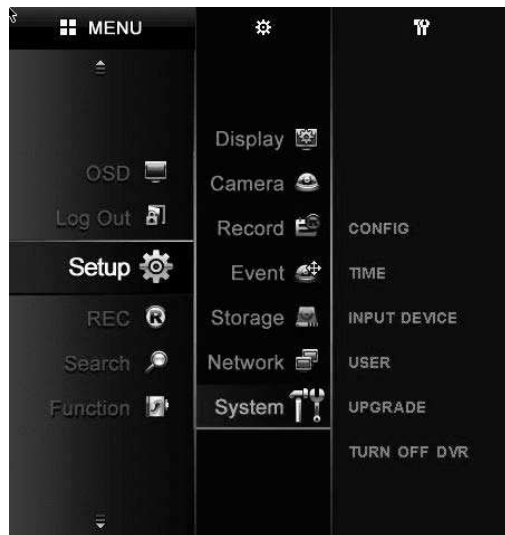 MENU
OSD
Log Out
Setup
REC
Search
Function
Display
Camera
Record
Event
Storage
Network
System
CONFIG
TIME
INPUT DEVICE
USER
UPGRADE
TURN OFF DVR